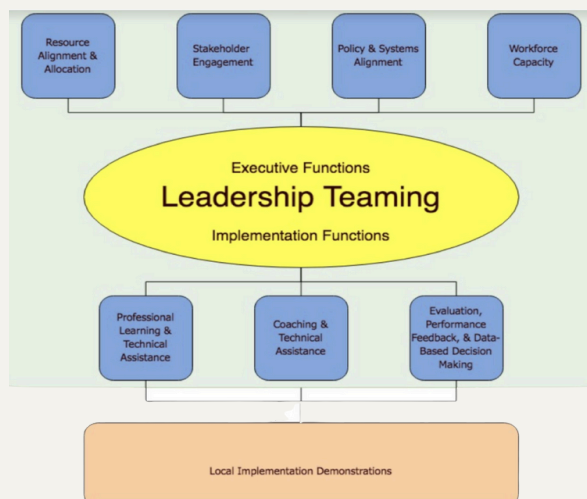 Resource
Alignment &
Allocation
Stakeholder
Engagement
Policy & Systems
Alignment
Workforce
Capacity
Executive Functions
Leadership Teaming
Implementation Functions
Professional
Learning &
Technical
Assistance
Coaching &
Technical
Assistance
Evaluation,
Performance
Feedback, & Data-
Based Decision
Making
Local Implementation Demonstrations